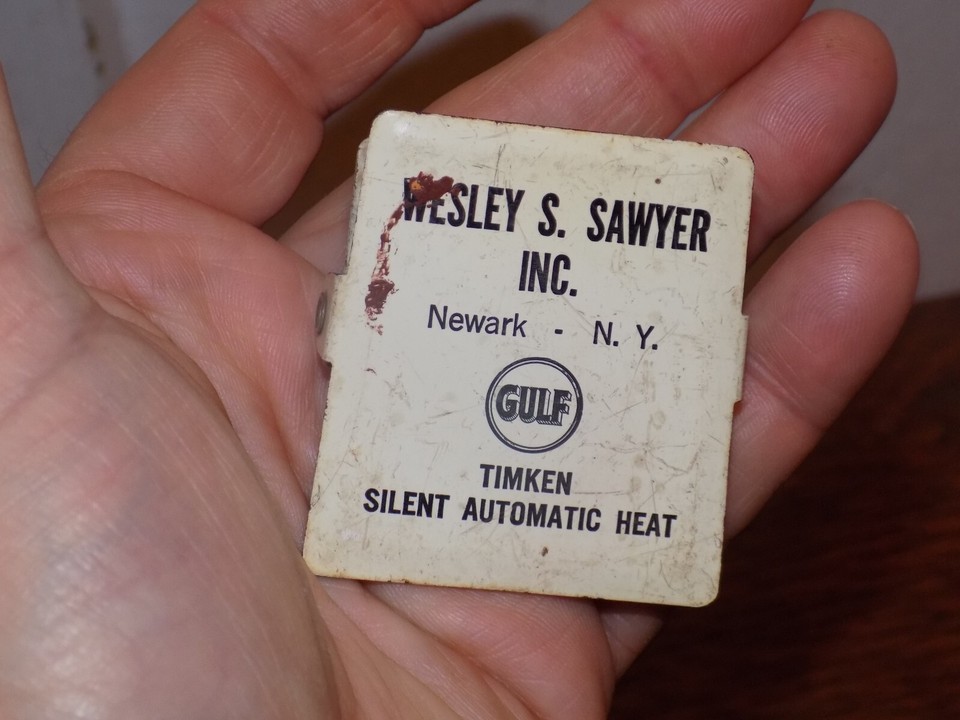 WESLEY S. SAWYER
INC.
Newark - N. Y.
GULF
TIMKEN
SILENT AUTOMATIC HEAT